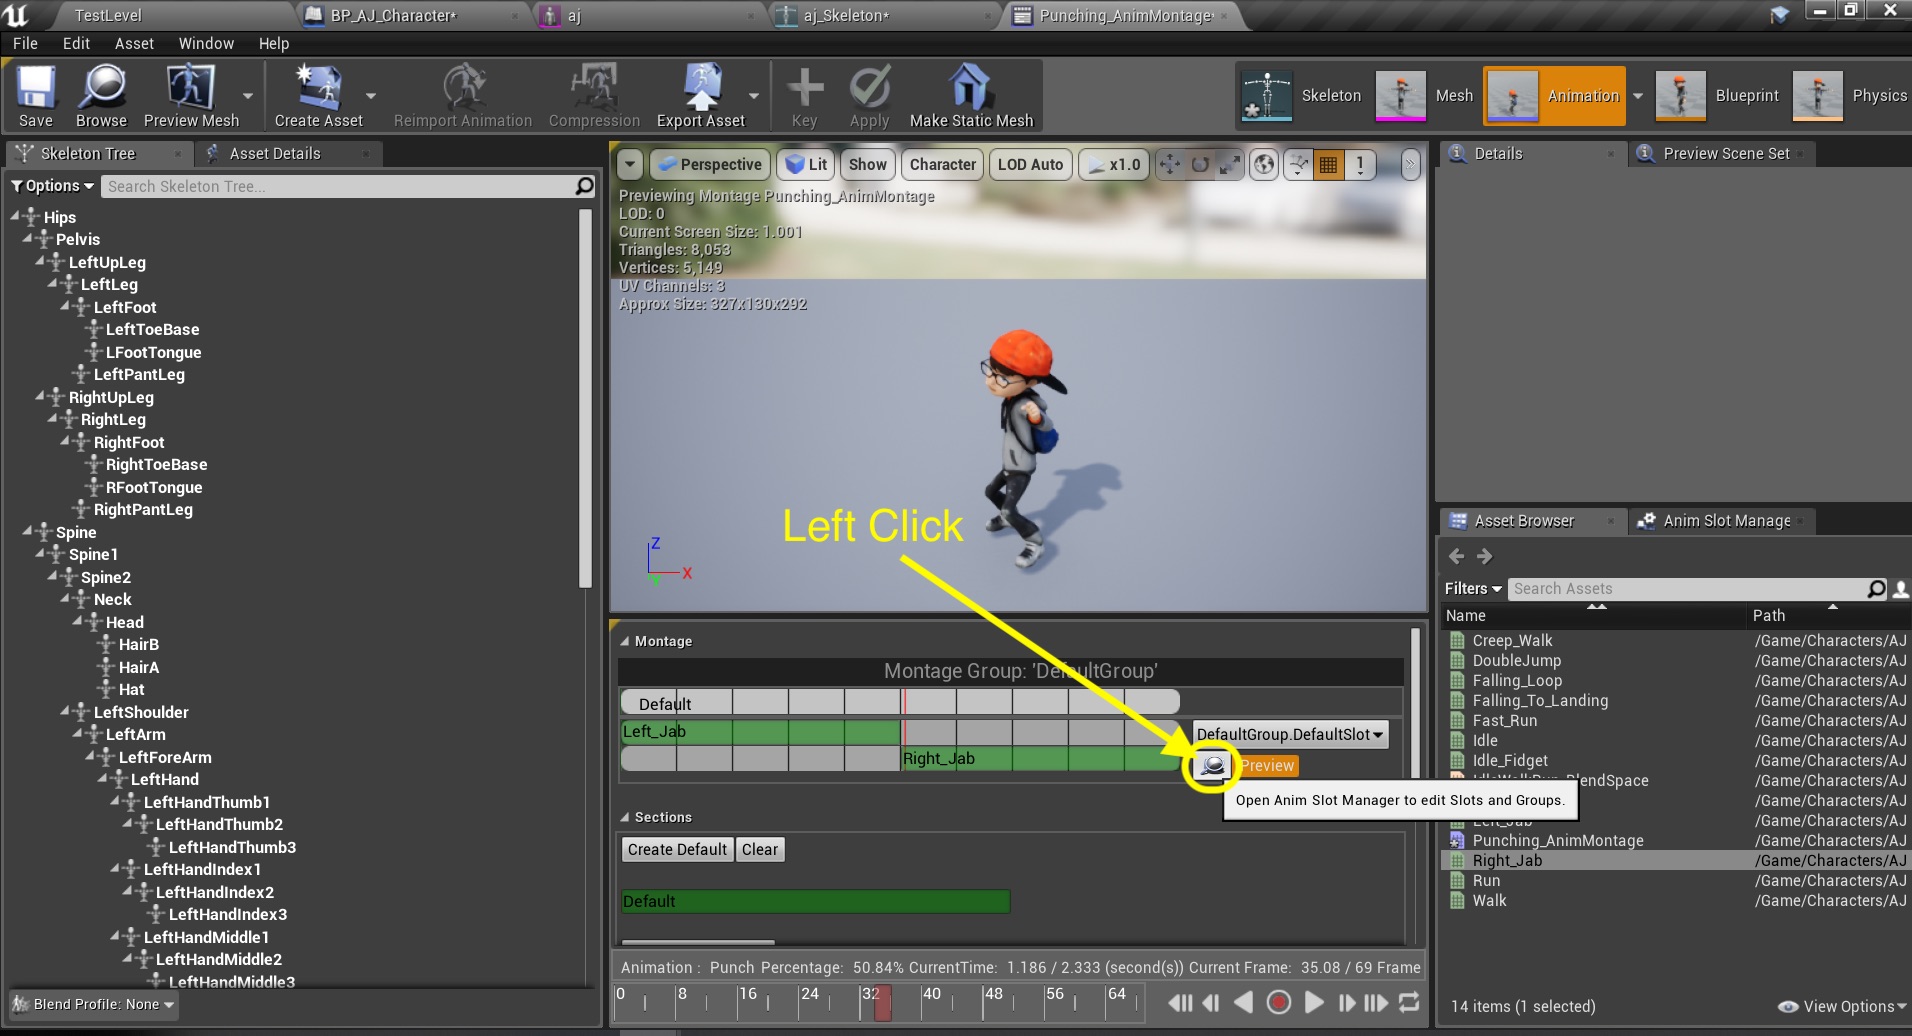 TestLevel
BP_AJ_Character*
aj
aj_Skeleton*
Punching_AnimMontage*
File Edit Asset Window Help
Save Browse Preview Mesh Create Asset Reimport Animation Compression Export Asset Key Apply Make Static Mesh
Skeleton Mesh Animation Blueprint Physics
Skeleton Tree
Asset Details
Options Search Skeleton Tree...
Hips
Pelvis
LeftUpLeg
LeftLeg
LeftFoot
LeftToeBase
LFootTongue
LeftPantLeg
RightUpLeg
RightLeg
RightFoot
RightToeBase
RFootTongue
RightPantLeg
Spine
Spine1
Spine2
Neck
Head
HairB
HairA
Hat
LeftShoulder
LeftArm
LeftForeArm
LeftHand
LeftHandThumb1
LeftHandThumb2
LeftHandThumb3
LeftHandIndex1
LeftHandIndex2
LeftHandIndex3
LeftHandMiddle1
LeftHandMiddle2
LeftHandMiddle3
Blend Profile: None
Perspective Lit Show Character LOD Auto x1.0 1
Previewing Montage Punching_AnimMontage
LOD: 0
Current Screen Size: 1.001
Triangles: 8,053
Vertices: 5,149
UV Channels: 3
Approx Size: 327x130x292
Left Click
Z
X
Y
Montage
Montage Group: 'DefaultGroup'
Default
Left_Jab
DefaultGroup.DefaultSlot
Right_Jab
Preview
Open Anim Slot Manager to edit Slots and Groups.
Sections
Create Default Clear
Default
Animation : Punch Percentage: 50.84% CurrentTime: 1.186 / 2.333 (second(s)) Current Frame: 35.08 / 69 Frame
0 8 16 24 32 40 48 56 64
Details
Preview Scene Set
Asset Browser
Anim Slot Manage
Filters Search Assets
Name Path
Creep_Walk /Game/Characters/AJ
DoubleJump /Game/Characters/AJ
Falling_Loop /Game/Characters/AJ
Falling_To_Landing /Game/Characters/AJ
Fast_Run /Game/Characters/AJ
Idle /Game/Characters/AJ
Idle_Fidget /Game/Characters/AJ
IdleWalkRun_BlendSpace /Game/Characters/AJ
/Game/Characters/AJ
Left_Jab /Game/Characters/AJ
Punching_AnimMontage /Game/Characters/AJ
Right_Jab /Game/Characters/AJ
Run /Game/Characters/AJ
Walk /Game/Characters/AJ
14 items (1 selected)
View Options